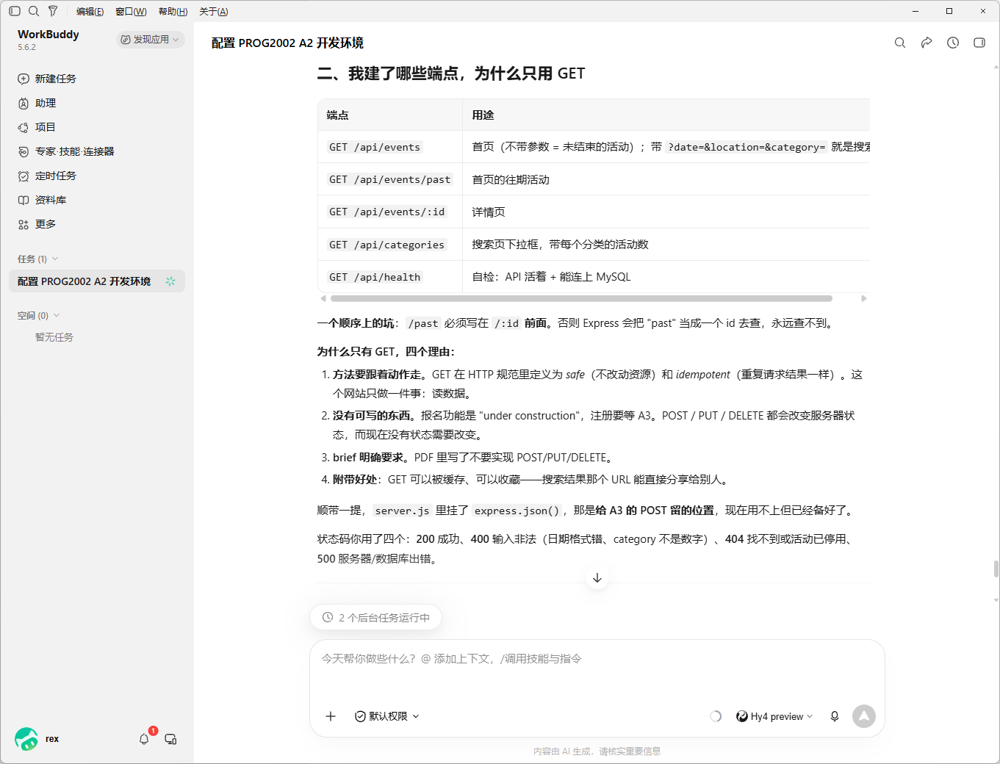 编辑(E) 窗口(W) 帮助(H) 关于(A)
WorkBuddy
5.6.2
发现应用
新建任务
助理
项目
专家·技能·连接器
定时任务
资料库
更多
任务 (1)
配置 PROG2002 A2 开发环境
空间 (0)
暂无任务
rex
1
配置 PROG2002 A2 开发环境
二、我建了哪些端点，为什么只用 GET
端点 用途
GET /api/events 首页（不带参数 = 未结束的活动）；带 ?date=&location=&category= 就是搜索
GET /api/events/past 首页的往期活动
GET /api/events/:id 详情页
GET /api/categories 搜索页下拉框，带每个分类的活动数
GET /api/health 自检：API 活着 + 能连上 MySQL
一个顺序上的坑： /past 必须写在 /:id 前面。否则 Express 会把 "past" 当成一个 id 去查，永远查不到。
为什么只有 GET，四个理由：
1. 方法要跟着动作走。GET 在 HTTP 规范里定义为 safe（不改动资源）和 idempotent（重复请求结果一样）。这
个网站只做一件事：读数据。
2. 没有可写的东西。报名功能是 "under construction"，注册要等 A3。POST / PUT / DELETE 都会改变服务器状
态，而现在没有状态需要改变。
3. brief 明确要求。PDF 里写了不要实现 POST/PUT/DELETE。
4. 附带好处：GET 可以被缓存、可以收藏——搜索结果那个 URL 能直接分享给别人。
顺带一提， server.js 里挂了 express.json() ，那是给 A3 的 POST 留的位置，现在用不上但已经备好了。
状态码你用了四个：200 成功、400 输入非法（日期格式错、category 不是数字）、404 找不到或活动已停用、
500 服务器/数据库出错。
2 个后台任务运行中
今天帮你做些什么？@ 添加上下文，/调用技能与指令
默认权限
Hy4 preview
内容由 AI 生成，请核实重要信息